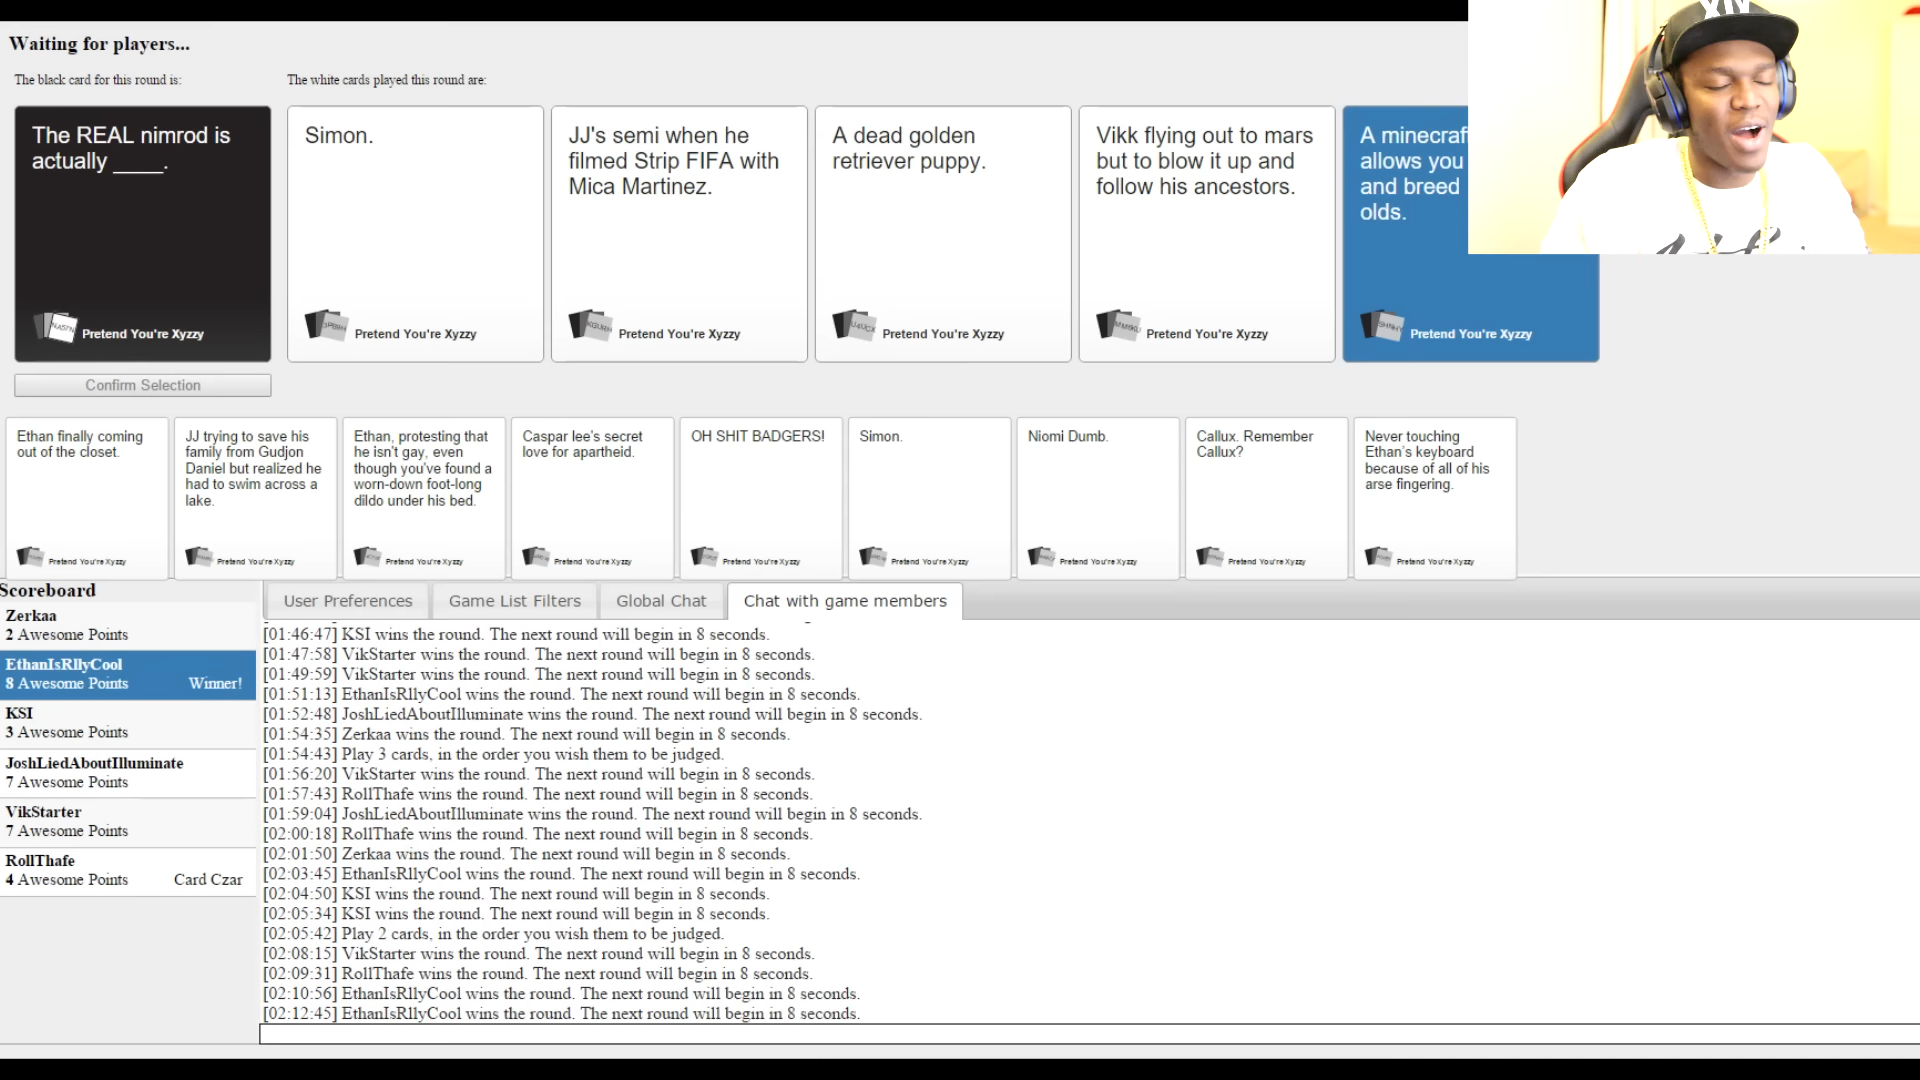 Waiting for players...
The black card for this round is:
The white cards played this round are:
The REAL nimrod is
actually ____.
Pretend You're Xyzzy
Simon.
Pretend You're Xyzzy
JJ's semi when he
filmed Strip FIFA with
Mica Martinez.
Pretend You're Xyzzy
A dead golden
retriever puppy.
Pretend You're Xyzzy
Vikk flying out to mars
but to blow it up and
follow his ancestors.
Pretend You're Xyzzy
A minecraf
allows you
and breed
olds.
Pretend You're Xyzzy
Confirm Selection
Ethan finally coming
out of the closet.
Pretend You're Xyzzy
JJ trying to save his
family from Gudjon
Daniel but realized he
had to swim across a
lake.
Pretend You're Xyzzy
Ethan, protesting that
he isn't gay, even
though you've found a
worn-down foot-long
dildo under his bed.
Pretend You're Xyzzy
Caspar lee's secret
love for apartheid.
Pretend You're Xyzzy
OH SHIT BADGERS!
Pretend You're Xyzzy
Simon.
Pretend You're Xyzzy
Niomi Dumb.
Pretend You're Xyzzy
Callux. Remember
Callux?
Pretend You're Xyzzy
Never touching
Ethan's keyboard
because of all of his
arse fingering.
Pretend You're Xyzzy
Scoreboard
Zerkaa
2 Awesome Points
EthanIsRllyCool
8 Awesome Points Winner!
KSI
3 Awesome Points
JoshLiedAboutIlluminate
7 Awesome Points
VikStarter
7 Awesome Points
RollThafe
4 Awesome Points Card Czar
User Preferences Game List Filters Global Chat Chat with game members
[01:46:47] KSI wins the round. The next round will begin in 8 seconds.
[01:47:58] VikStarter wins the round. The next round will begin in 8 seconds.
[01:49:59] VikStarter wins the round. The next round will begin in 8 seconds.
[01:51:13] EthanIsRllyCool wins the round. The next round will begin in 8 seconds.
[01:52:48] JoshLiedAboutIlluminate wins the round. The next round will begin in 8 seconds.
[01:54:35] Zerkaa wins the round. The next round will begin in 8 seconds.
[01:54:43] Play 3 cards, in the order you wish them to be judged.
[01:56:20] VikStarter wins the round. The next round will begin in 8 seconds.
[01:57:43] RollThafe wins the round. The next round will begin in 8 seconds.
[01:59:04] JoshLiedAboutIlluminate wins the round. The next round will begin in 8 seconds.
[02:00:18] RollThafe wins the round. The next round will begin in 8 seconds.
[02:01:50] Zerkaa wins the round. The next round will begin in 8 seconds.
[02:03:45] EthanIsRllyCool wins the round. The next round will begin in 8 seconds.
[02:04:50] KSI wins the round. The next round will begin in 8 seconds.
[02:05:34] KSI wins the round. The next round will begin in 8 seconds.
[02:05:42] Play 2 cards, in the order you wish them to be judged.
[02:08:15] VikStarter wins the round. The next round will begin in 8 seconds.
[02:09:31] RollThafe wins the round. The next round will begin in 8 seconds.
[02:10:56] EthanIsRllyCool wins the round. The next round will begin in 8 seconds.
[02:12:45] EthanIsRllyCool wins the round. The next round will begin in 8 seconds.